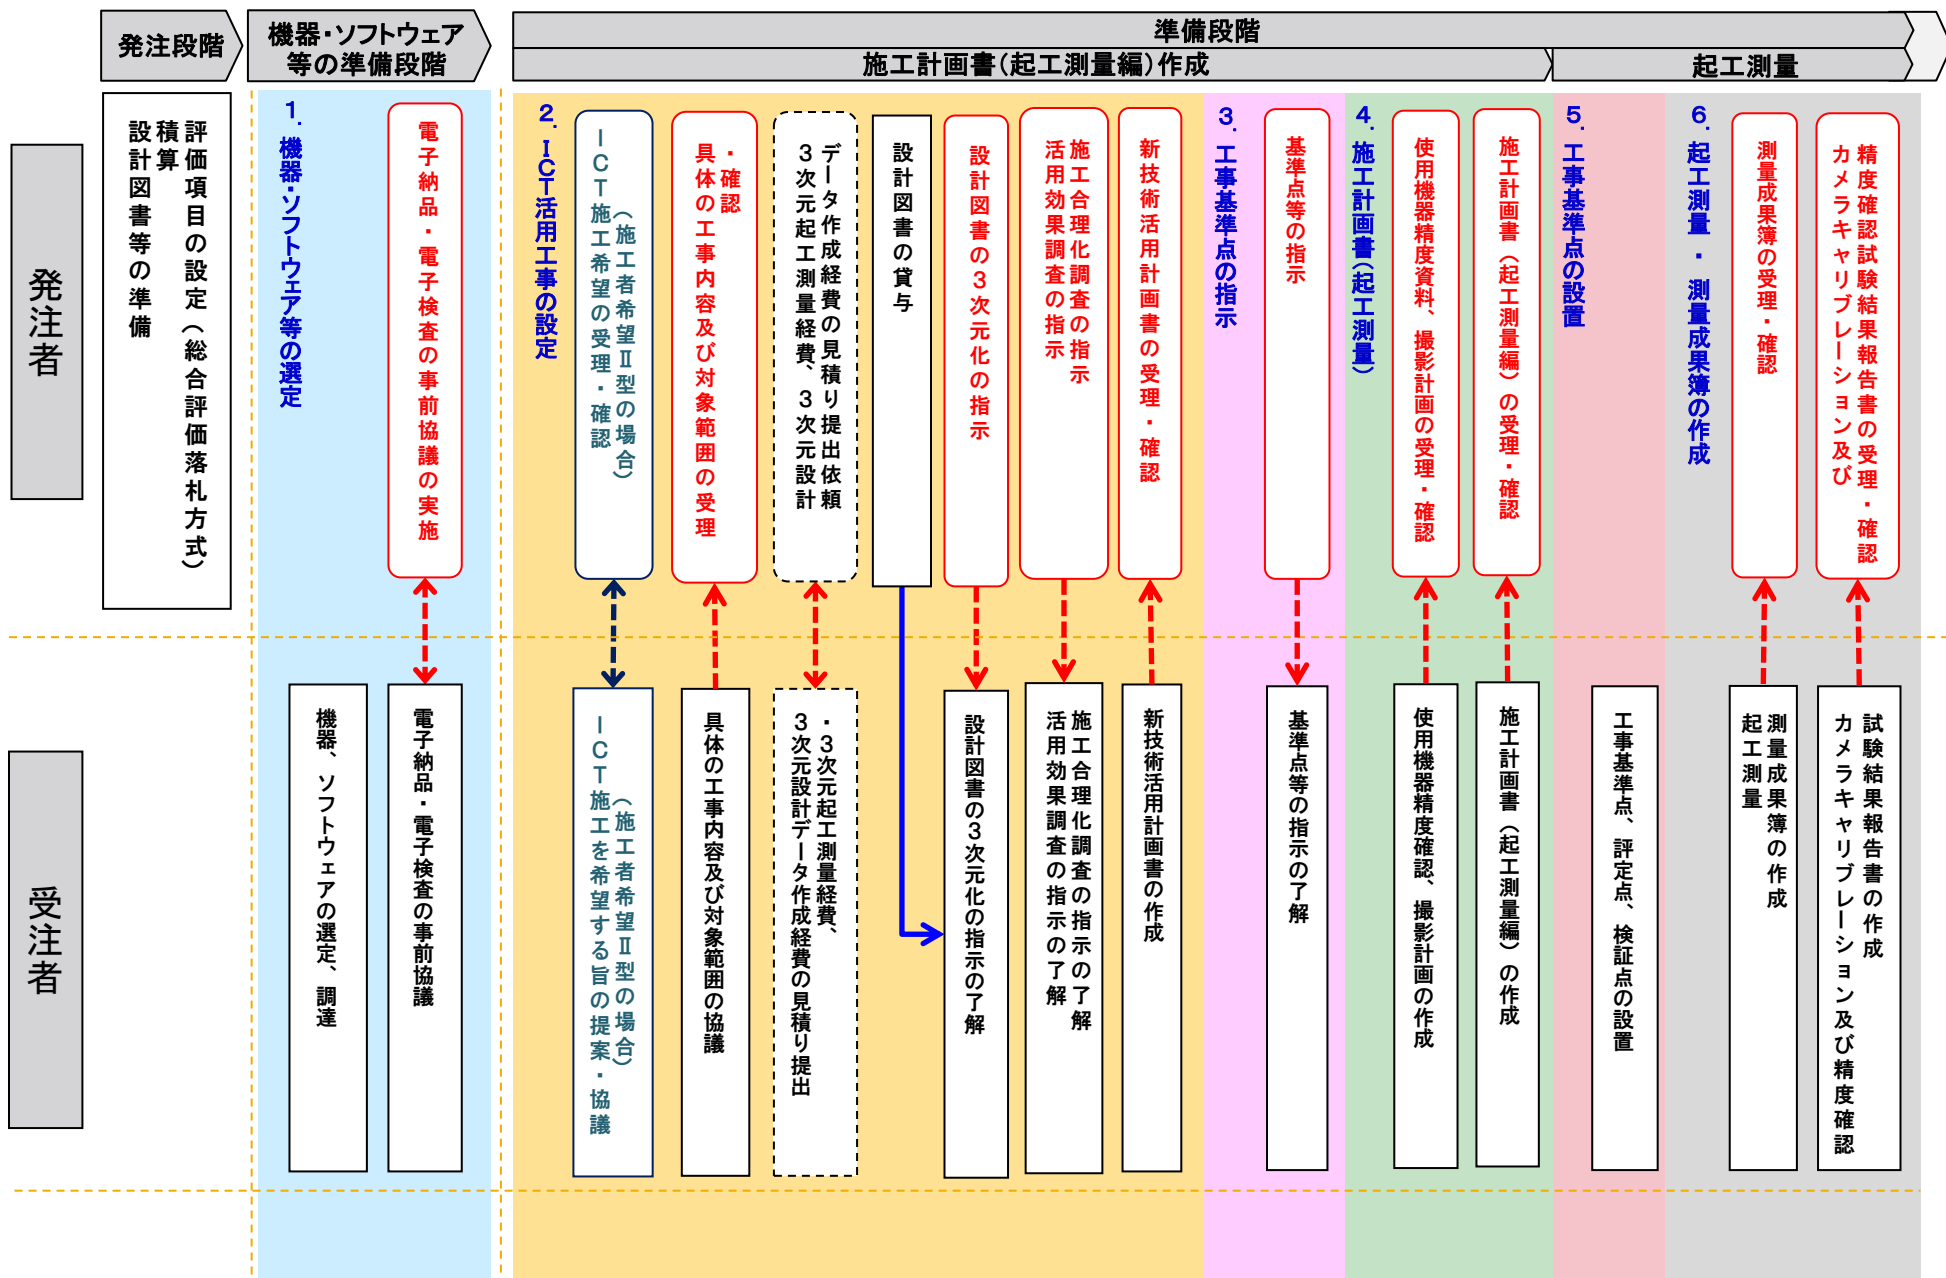 発注段階
機器・ソフトウェア
等の準備段階
準備段階
施工計画書（起工測量編）作成
起工測量
発注者
評価項目の設定（総合評価落札方式）
積算
設計図書等の準備
１．機器・ソフトウェア等の選定
電子納品・電子検査の事前協議の実施
２．ＩＣＴ活用工事の設定
（施工者希望Ⅱ型の場合）
ＩＣＴ施工希望の受理・確認
・確認
具体の工事内容及び対象範囲の受理
データ作成経費の見積り提出依頼
３次元起工測量経費、３次元設計
設計図書の貸与
設計図書の３次元化の指示
施工合理化調査の指示
活用効果調査の指示
新技術活用計画書の受理・確認
３．工事基準点の指示
基準点等の指示
４．施工計画書（起工測量）
使用機器精度資料、撮影計画の受理・確認
施工計画書（起工測量編）の受理・確認
５．工事基準点の設置
６．起工測量・測量成果簿の作成
測量成果簿の受理・確認
精度確認試験結果報告書の受理・確認
カメラキャリブレーション及び
受注者
機器、ソフトウェアの選定、調達
電子納品・電子検査の事前協議
（施工者希望Ⅱ型の場合）
ＩＣＴ施工を希望する旨の提案・協議
具体の工事内容及び対象範囲の協議
・３次元起工測量経費、
３次元設計データ作成経費の見積り提出
設計図書の３次元化の指示の了解
施工合理化調査の指示の了解
活用効果調査の指示の了解
新技術活用計画書の作成
基準点等の指示の了解
使用機器精度確認、撮影計画の作成
施工計画書（起工測量編）の作成
工事基準点、評定点、検証点の設置
測量成果簿の作成
起工測量
試験結果報告書の作成
カメラキャリブレーション及び精度確認